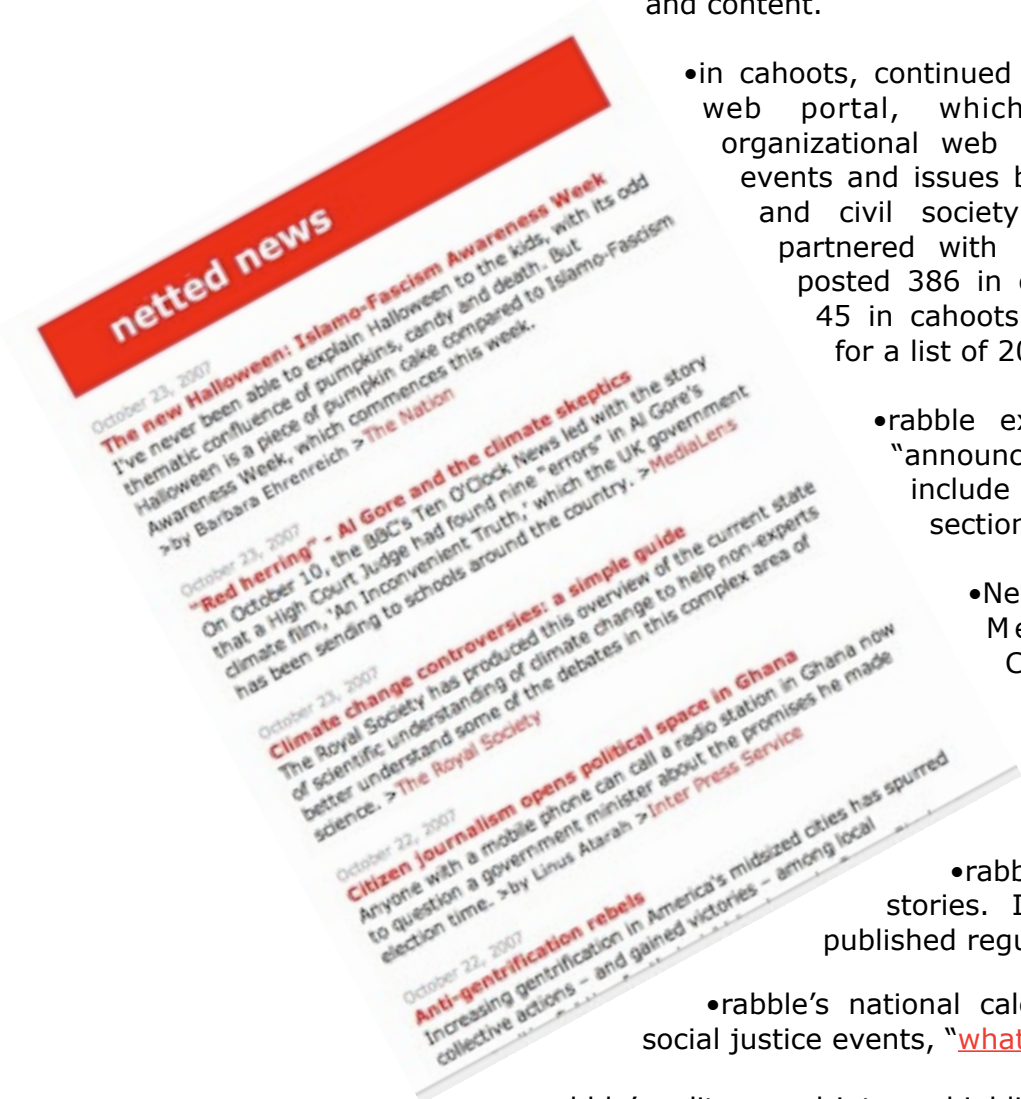 and content.
•in cahoots, continued
web portal, which
organizational web
events and issues
and civil society
partnered with
posted 386 in
45 in cahoots
for a list of
•rabble
"announc
include
section
•rabb
stories.
published regu
•rabble's national
social justice events, "what
netted news
October 23, 2007
The new Halloween: Islamo-Fascism Awareness Week
I've never been able to explain Halloween to the kids, with its odd
thematic confluence of pumpkins, candy and death. But
Halloween is a piece of pumpkin cake compared to Islamo-Fascism
Awareness Week, which commences this week.
>by Barbara Ehrenreich >The Nation
October 23, 2007
"Red herring" - Al Gore and the climate skeptics
On October 10, the BBC's Ten O'Clock News led with the story
that a High Court Judge had found nine "errors" in Al Gore's
climate film, 'An Inconvenient Truth,' which the UK government
has been sending to schools around the country. >MediaLens
October 23, 2007
Climate change controversies: a simple guide
The Royal Society has produced this overview of the current state
of scientific understanding of climate change to help non-experts
better understand some of the debates in this complex area of
science. >The Royal Society
October 22, 2007
Citizen journalism opens political space in Ghana
Anyone with a mobile phone can call a radio station in Ghana now
to question a government minister about the promises he made
election time. >by Linus Atarah >Inter Press Service
October 22, 2007
Anti-gentrification rebels
Increasing gentrification in America's midsized cities has spurred
collective actions – and gained victories – among local